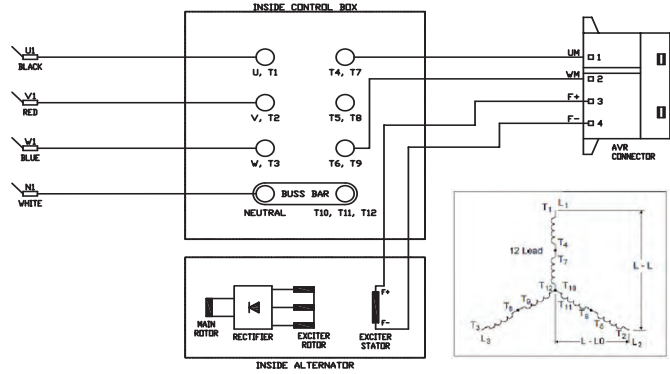 INSIDE CONTROL BOX
U1
BLACK
U, T1
T4, T7
UM
1
WM
2
V1
RED
V, T2
T5, T8
F+
3
F-
4
W1
BLUE
W, T3
T6, T9
AVR
CONNECTOR
N1
WHITE
BUSS BAR
NEUTRAL
T10, T11, T12
T1
L1
12 Lead
T4
T7
L - L
T12
T10
T11
T9
T6
T8
T5
T3
L3
T2
L2
L - L0
F+
F-
MAIN
ROTOR
RECTIFIER
EXCITER
ROTOR
EXCITER
STATOR
INSIDE ALTERNATOR